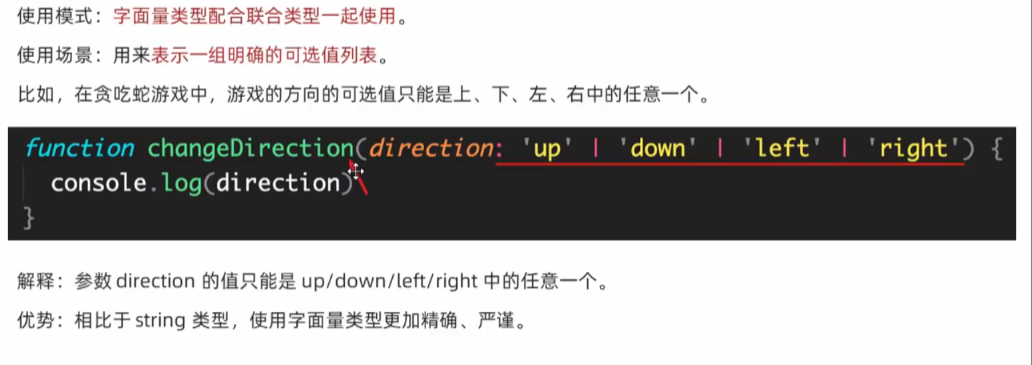 使用模式：字面量类型配合联合类型一起使用。
使用场景：用来表示一组明确的可选值列表。
比如，在贪吃蛇游戏中，游戏的方向的可选值只能是上、下、左、右中的任意一个。
function changeDirection(direction: 'up' | 'down' | 'left' | 'right') {
console.log(direction)
}
解释：参数 direction 的值只能是 up/down/left/right 中的任意一个。
优势：相比于 string 类型，使用字面量类型更加精确、严谨。